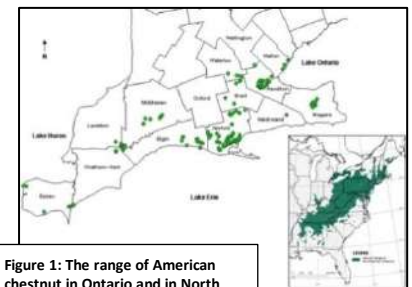 N
Wellington
Waterloo
Halton
Lake Ontario
Hamilton
Oxford
Brant
Middlesex
Niagara
Haldimand
Norfolk
Lambton
Lake Huron
Elgin
Chatham-Kent
Essex
Lake Erie
Figure 1: The range of American
chestnut in Ontario and in North